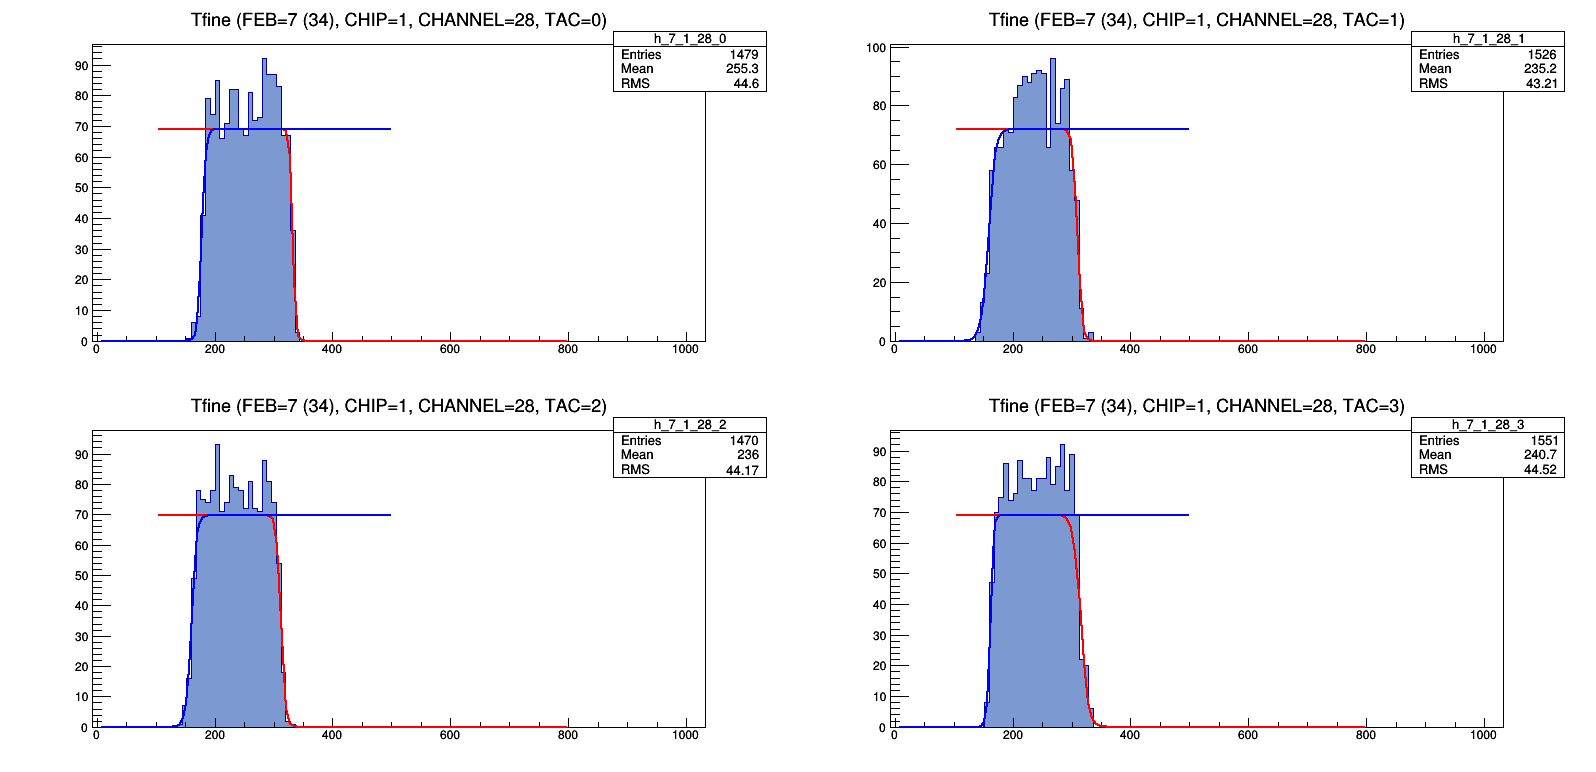 Tfine (FEB=7 (34), CHIP=1, CHANNEL=28, TAC=0)
h_7_1_28_0
Entries 1479
Mean 255.3
RMS 44.6
90
80
70
60
50
40
30
20
10
0
0 200 400 600 800 1000
Tfine (FEB=7 (34), CHIP=1, CHANNEL=28, TAC=1)
h_7_1_28_1
Entries 1526
Mean 235.2
RMS 43.21
100
80
60
40
20
0
0 200 400 600 800 1000
Tfine (FEB=7 (34), CHIP=1, CHANNEL=28, TAC=2)
h_7_1_28_2
Entries 1470
Mean 236
RMS 44.17
90
80
70
60
50
40
30
20
10
0
0 200 400 600 800 1000
Tfine (FEB=7 (34), CHIP=1, CHANNEL=28, TAC=3)
h_7_1_28_3
Entries 1551
Mean 240.7
RMS 44.52
90
80
70
60
50
40
30
20
10
0
0 200 400 600 800 1000